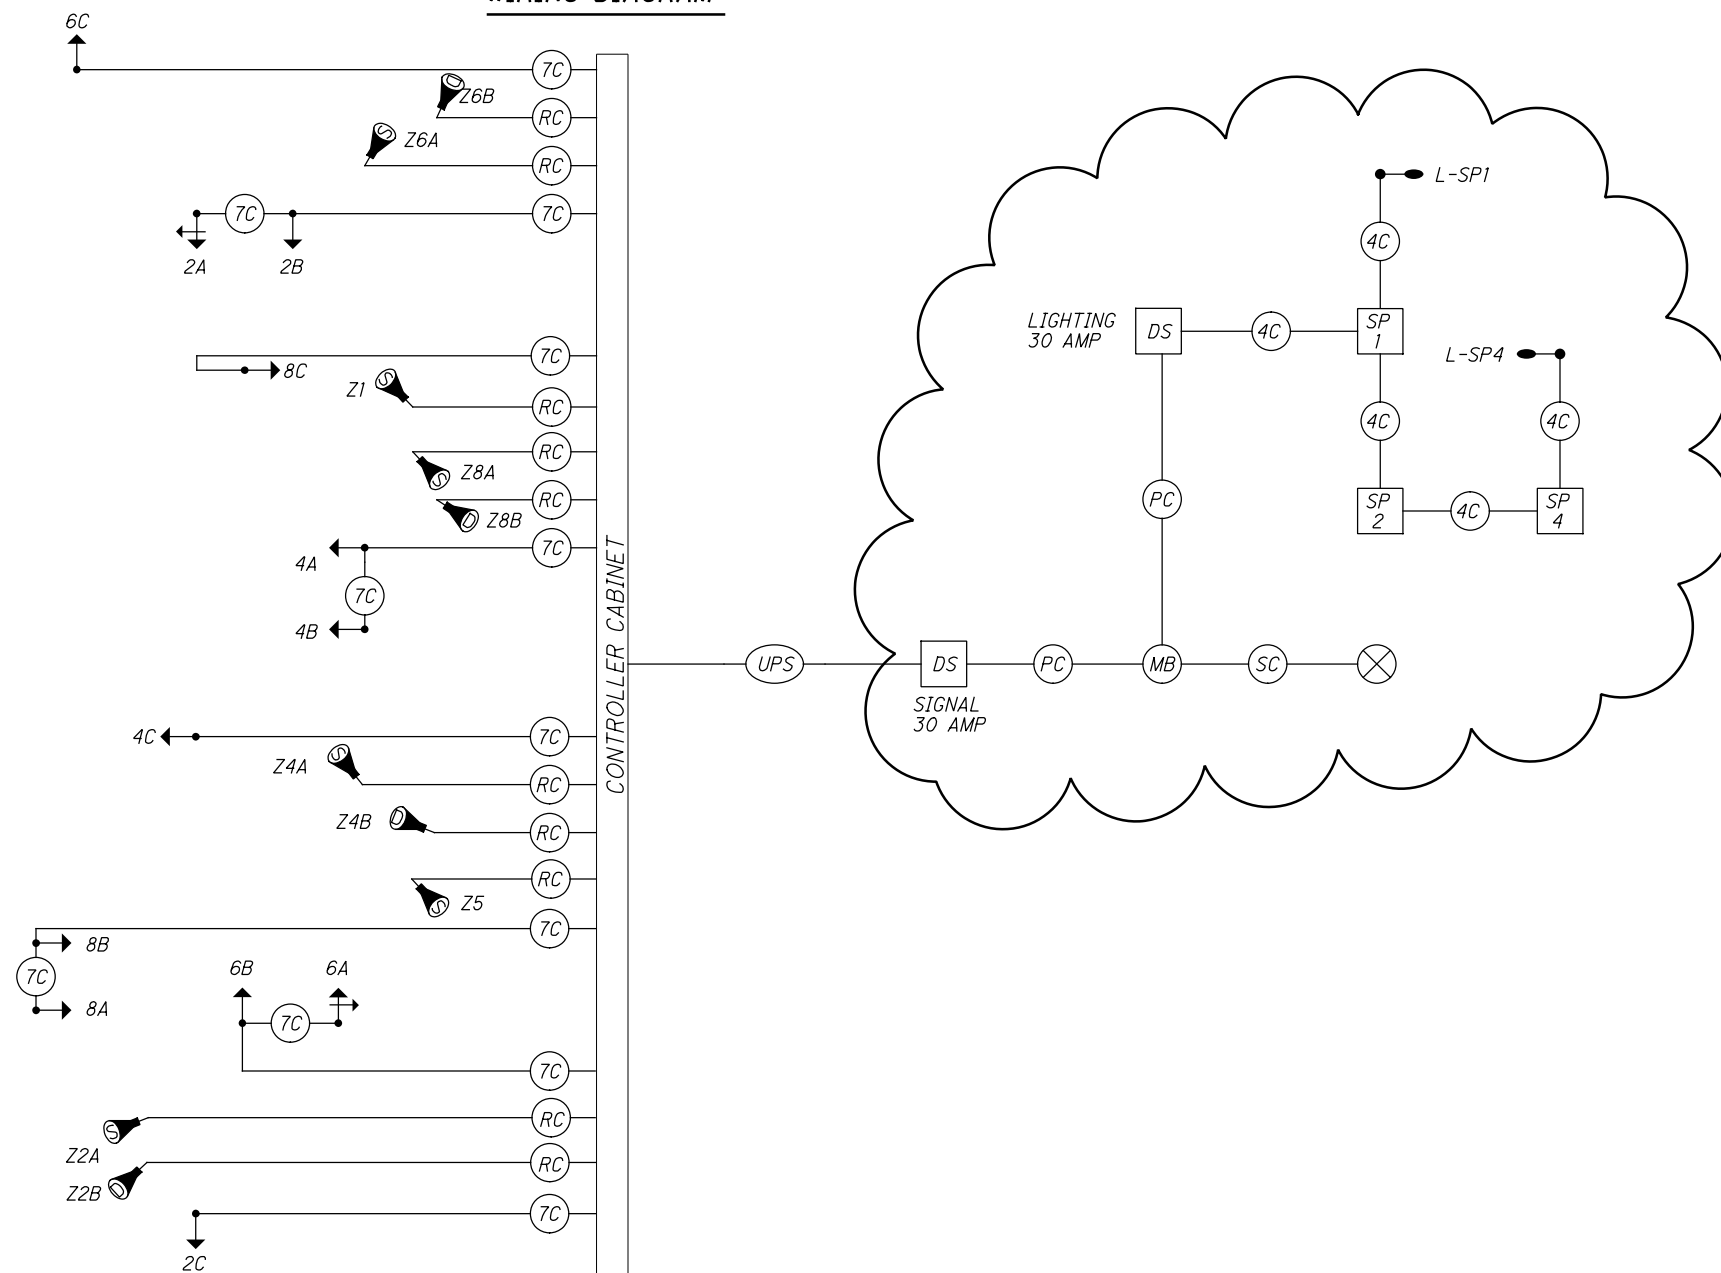 WIRING DIAGRAM
6C
7C
D
Z6B
RC
S
Z6A
RC
7C
7C
2A
2B
7C
8C
S
Z1
RC
RC
Z8A
S
RC
Z8B
D
7C
4A
7C
4B
CONTROLLER CABINET
7C
4C
S
Z4A
RC
D
Z4B
RC
RC
S
Z5
7C
8B
7C
8A
6B
6A
7C
7C
RC
S
Z2A
RC
D
Z2B
7C
2C
UPS
DS
SIGNAL
30 AMP
PC
MB
SC
PC
LIGHTING
30 AMP
DS
4C
SP
1
4C
L-SP1
4C
SP
2
4C
SP
4
4C
L-SP4